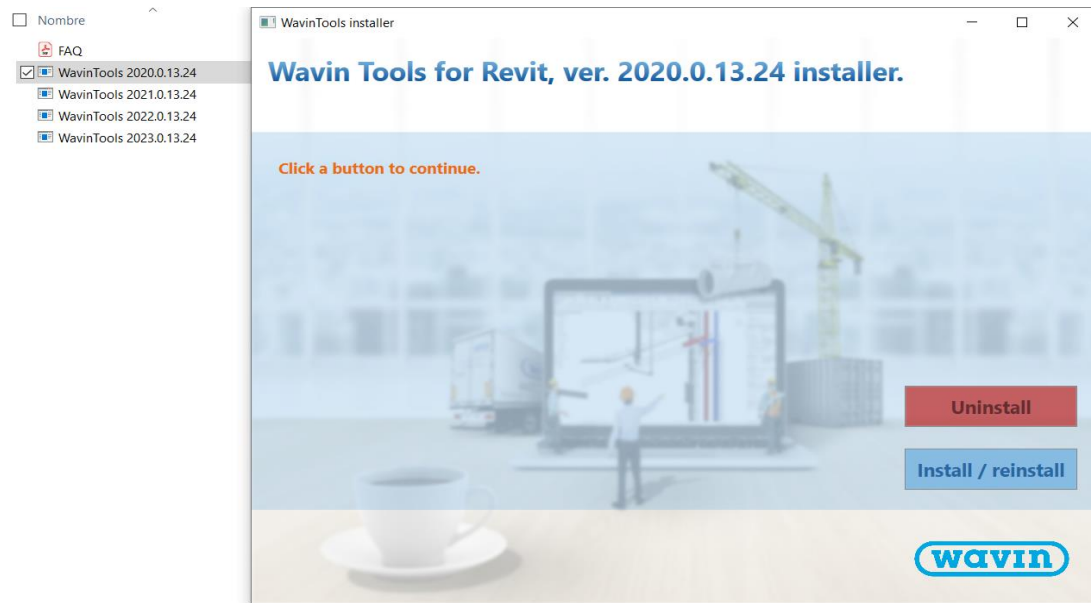 Nombre
FAQ
WavinTools 2020.0.13.24
WavinTools 2021.0.13.24
WavinTools 2022.0.13.24
WavinTools 2023.0.13.24
WavinTools installer
Wavin Tools for Revit, ver. 2020.0.13.24 installer.
Click a button to continue.
Uninstall
Install / reinstall
wavin